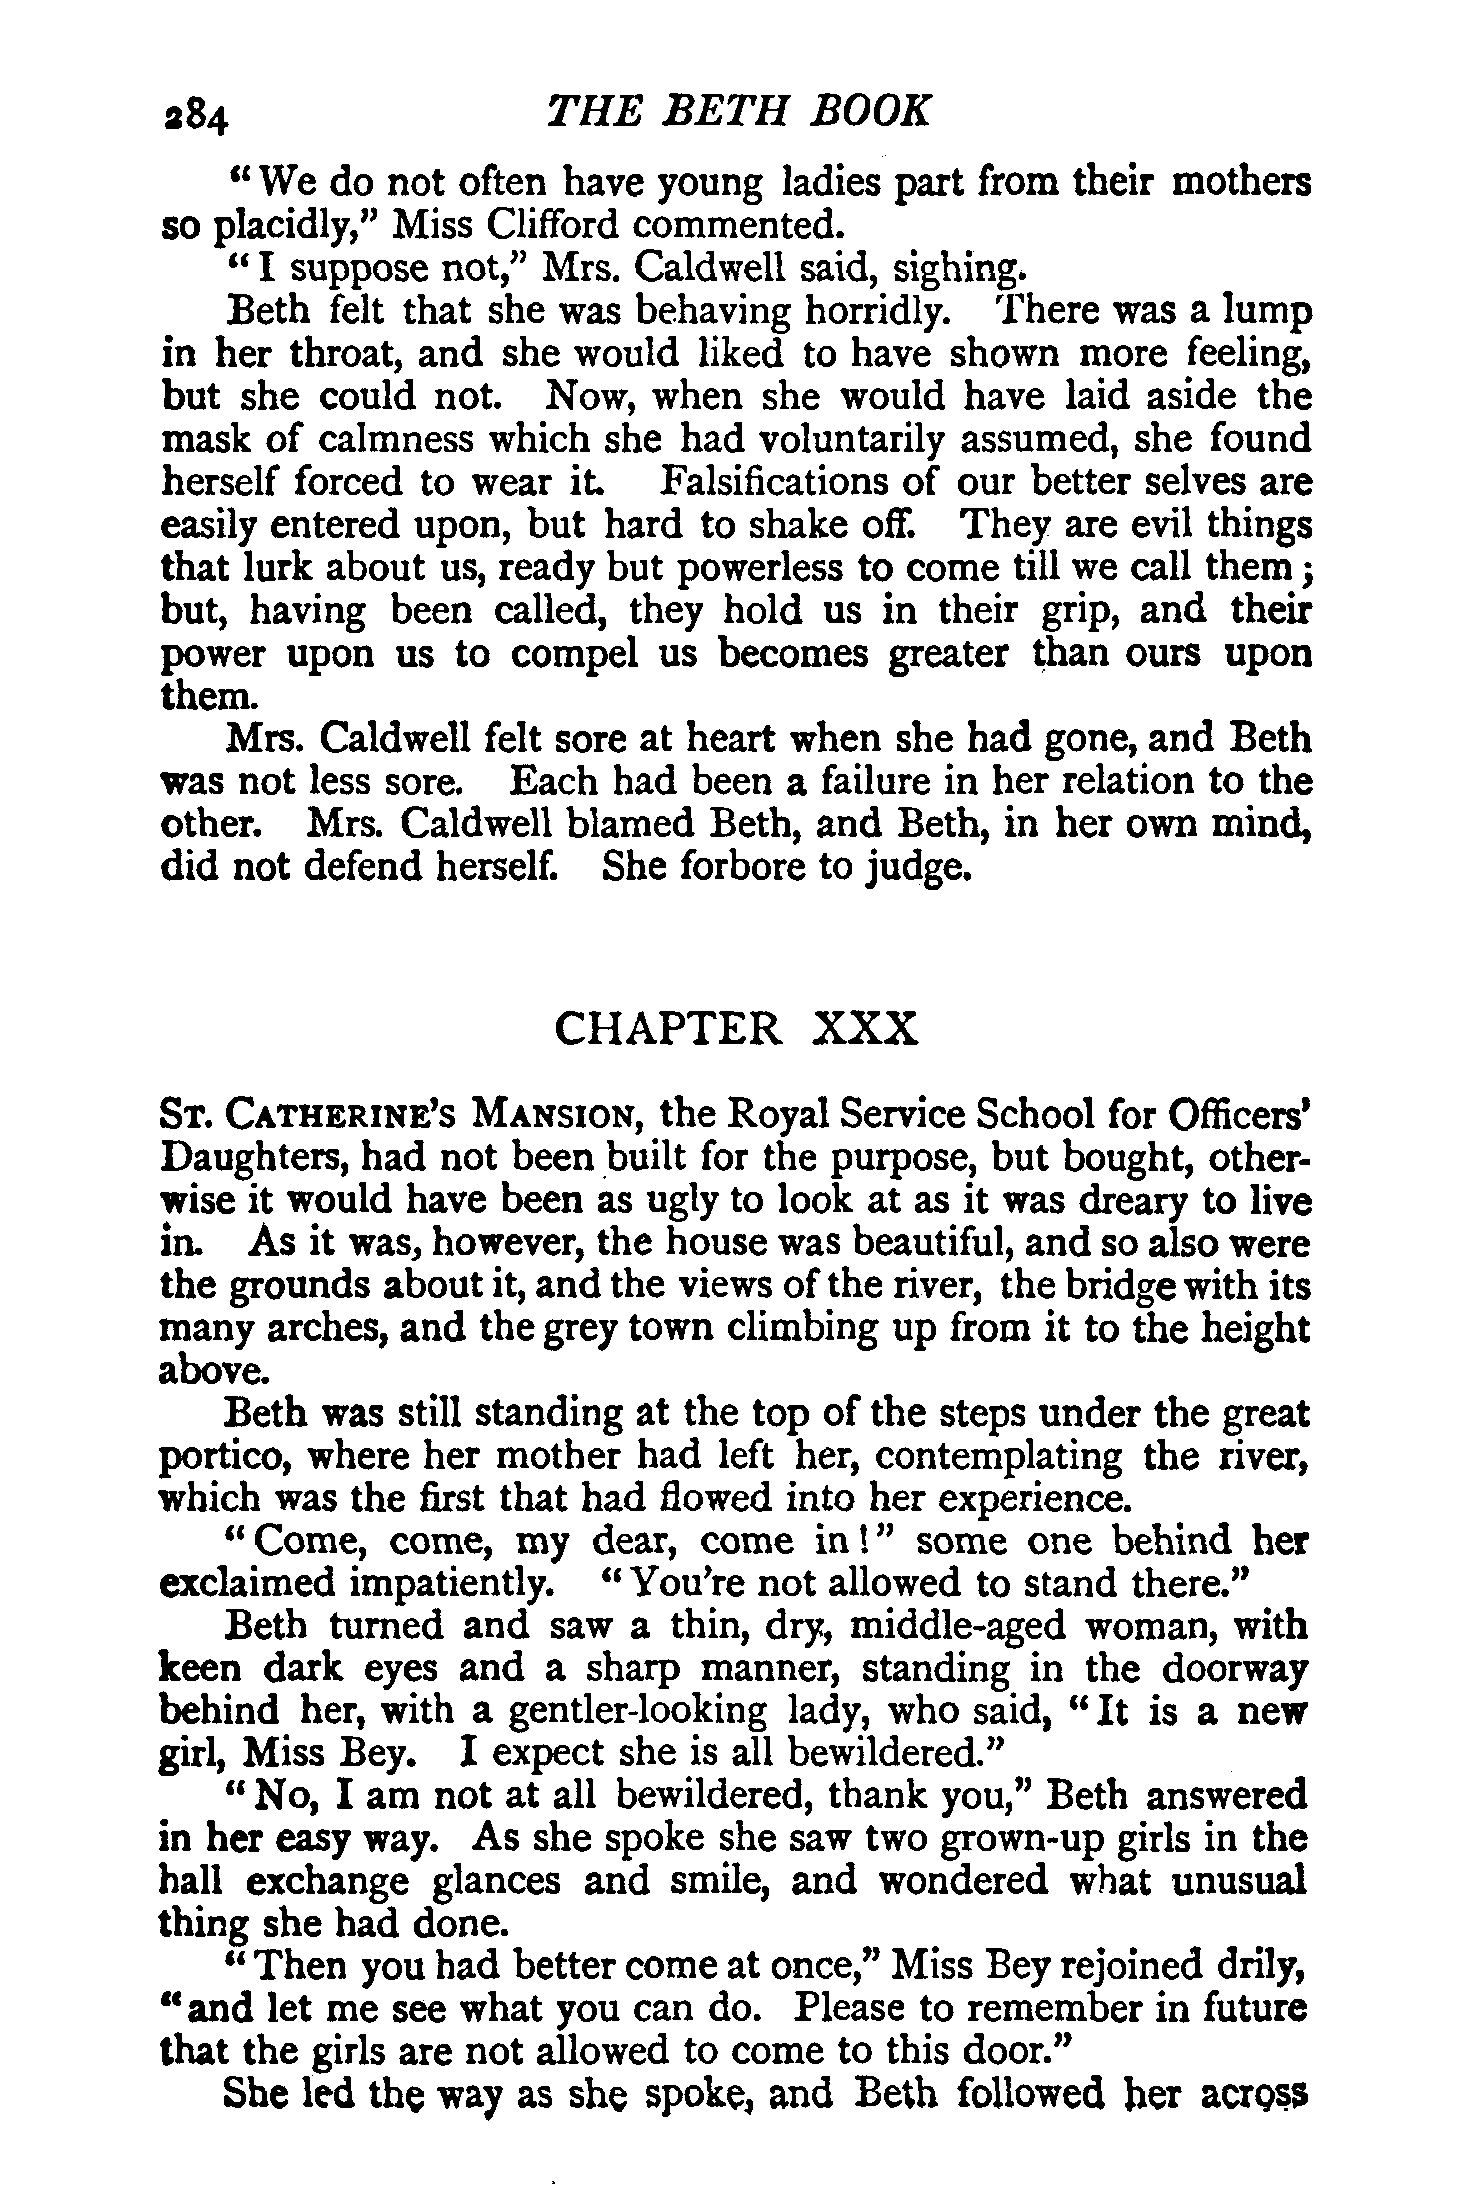 284 THE BETH BOOK
“We do not often have young ladies part from their mothers
so placidly,” Miss Clifford commented.
“I suppose not,” Mrs. Caldwell said, sighing.
Beth felt that she was behaving horridly. There was a lump
in her throat, and she would liked to have shown more feeling,
but she could not. Now, when she would have laid aside the
mask of calmness which she had voluntarily assumed, she found
herself forced to wear it. Falsifications of our better selves are
easily entered upon, but hard to shake off. They are evil things
that lurk about us, ready but powerless to come till we call them;
but, having been called, they hold us in their grip, and their
power upon us to compel us becomes greater than ours upon
them.
Mrs. Caldwell felt sore at heart when she had gone, and Beth
was not less sore. Each had been a failure in her relation to the
other. Mrs. Caldwell blamed Beth, and Beth, in her own mind,
did not defend herself. She forbore to judge.
CHAPTER XXX
St. Catherine’s Mansion, the Royal Service School for Officers’
Daughters, had not been built for the purpose, but bought, other-
wise it would have been as ugly to look at as it was dreary to live
in. As it was, however, the house was beautiful, and so also were
the grounds about it, and the views of the river, the bridge with its
many arches, and the grey town climbing up from it to the height
above.
Beth was still standing at the top of the steps under the great
portico, where her mother had left her, contemplating the river,
which was the first that had flowed into her experience.
“Come, come, my dear, come in!” some one behind her
exclaimed impatiently. “You’re not allowed to stand there.”
Beth turned and saw a thin, dry, middle-aged woman, with
keen dark eyes and a sharp manner, standing in the doorway
behind her, with a gentler-looking lady, who said, “It is a new
girl, Miss Bey. I expect she is all bewildered.”
“No, I am not at all bewildered, thank you,” Beth answered
in her easy way. As she spoke she saw two grown-up girls in the
hall exchange glances and smile, and wondered what unusual
thing she had done.
“Then you had better come at once,” Miss Bey rejoined drily,
“and let me see what you can do. Please to remember in future
that the girls are not allowed to come to this door.”
She led the way as she spoke, and Beth followed her across